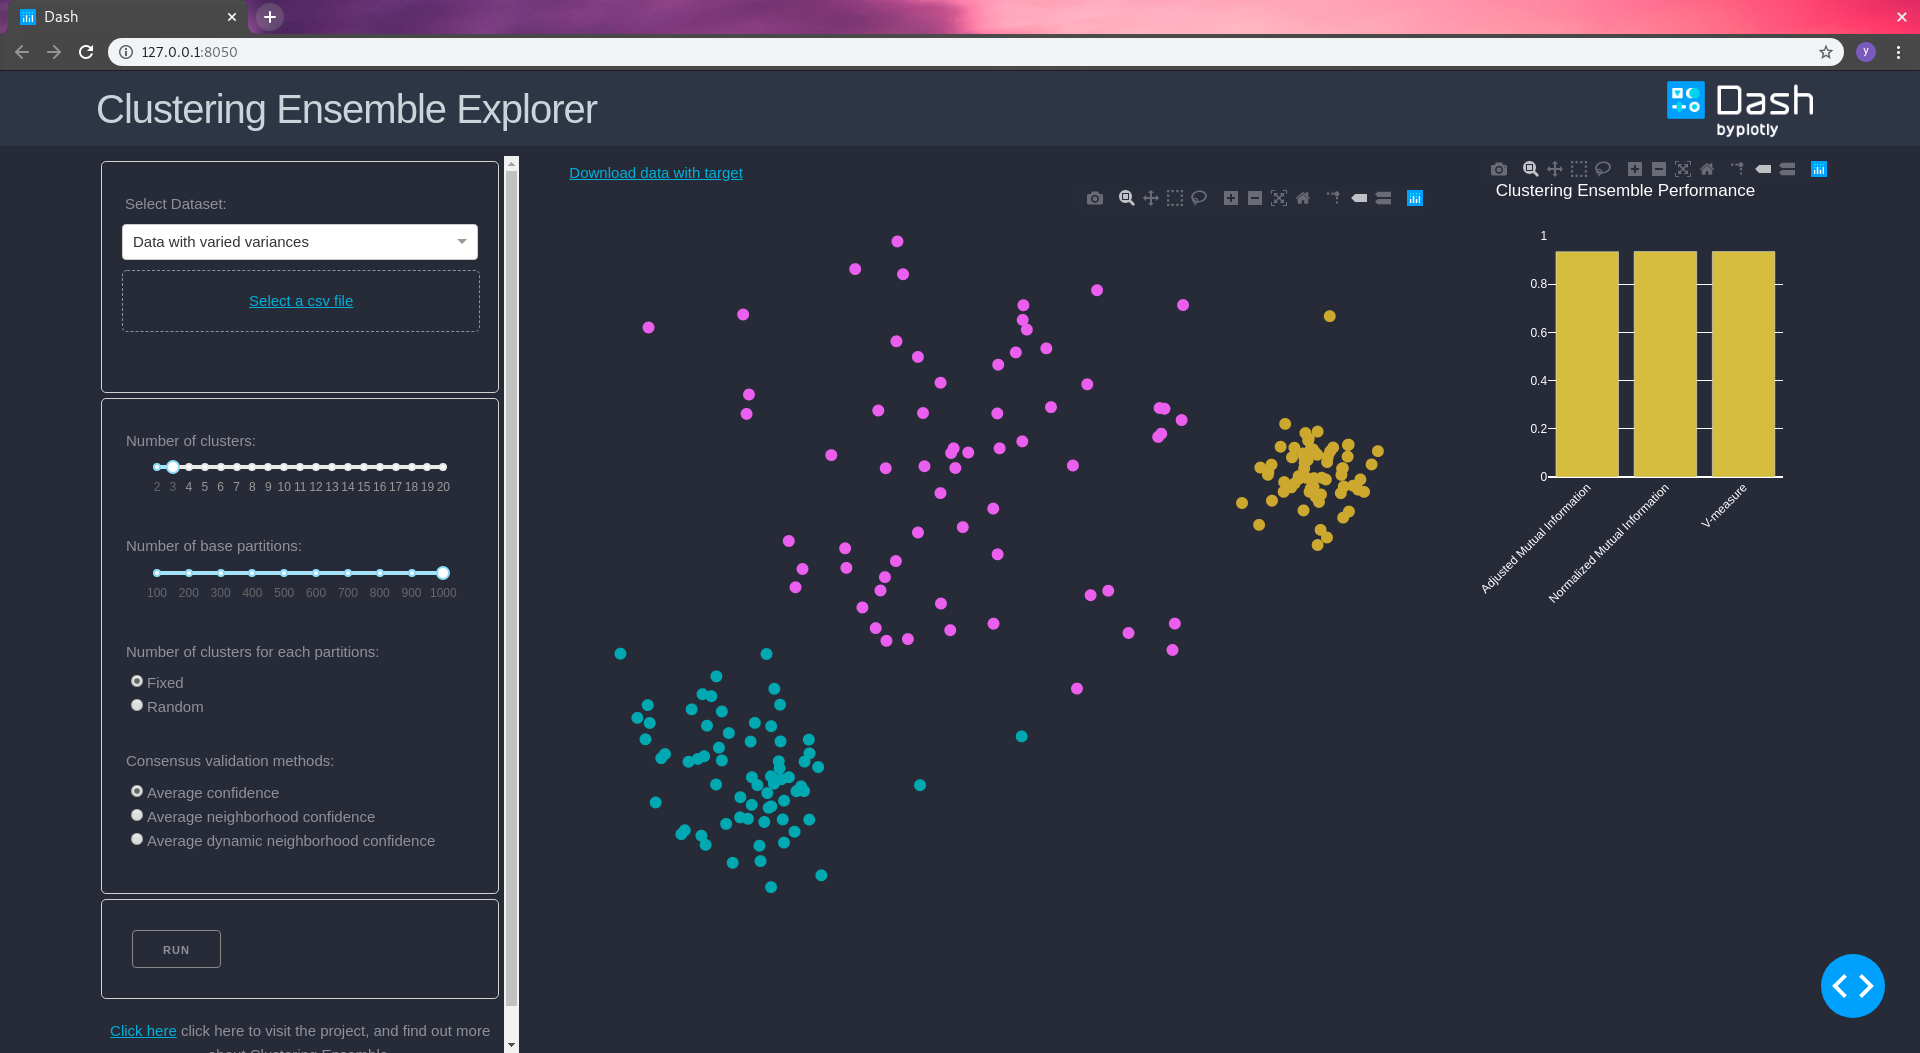 Dash
127.0.0.1:8050
y
Clustering Ensemble Explorer
Dash
byplotly
Select Dataset:
Data with varied variances
Select a csv file
Number of clusters:
2 3 4 5 6 7 8 9 10 11 12 13 14 15 16 17 18 19 20
Number of base partitions:
100 200 300 400 500 600 700 800 900 1000
Number of clusters for each partitions:
Fixed
Random
Consensus validation methods:
Average confidence
Average neighborhood confidence
Average dynamic neighborhood confidence
RUN
Click here click here to visit the project, and find out more
about Clustering Ensemble
Download data with target
Clustering Ensemble Performance
1
0.8
0.6
0.4
0.2
0
Adjusted Mutual Information
Normalized Mutual Information
V-measure